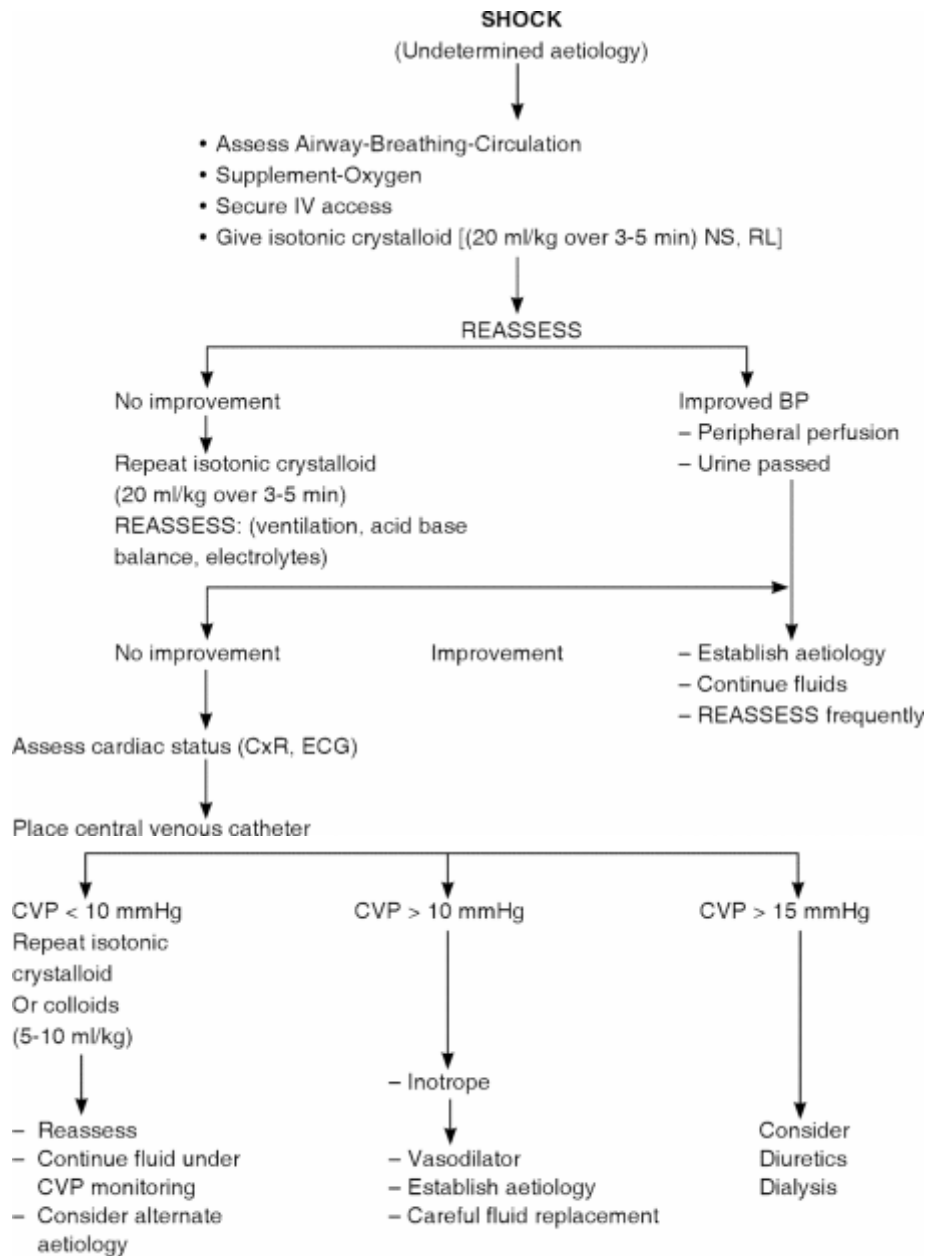 SHOCK
(Undetermined aetiology)
• Assess Airway-Breathing-Circulation
• Supplement-Oxygen
• Secure IV access
• Give isotonic crystalloid [(20 ml/kg over 3-5 min) NS, RL]
REASSESS
No improvement
Repeat isotonic crystalloid
(20 ml/kg over 3-5 min)
REASSESS: (ventilation, acid base
balance, electrolytes)
Improved BP
– Peripheral perfusion
– Urine passed
No improvement
Improvement
– Establish aetiology
– Continue fluids
– REASSESS frequently
Assess cardiac status (CxR, ECG)
Place central venous catheter
CVP < 10 mmHg
Repeat isotonic
crystalloid
Or colloids
(5-10 ml/kg)
– Reassess
– Continue fluid under
CVP monitoring
– Consider alternate
aetiology
CVP > 10 mmHg
– Inotrope
– Vasodilator
– Establish aetiology
– Careful fluid replacement
CVP > 15 mmHg
Consider
Diuretics
Dialysis